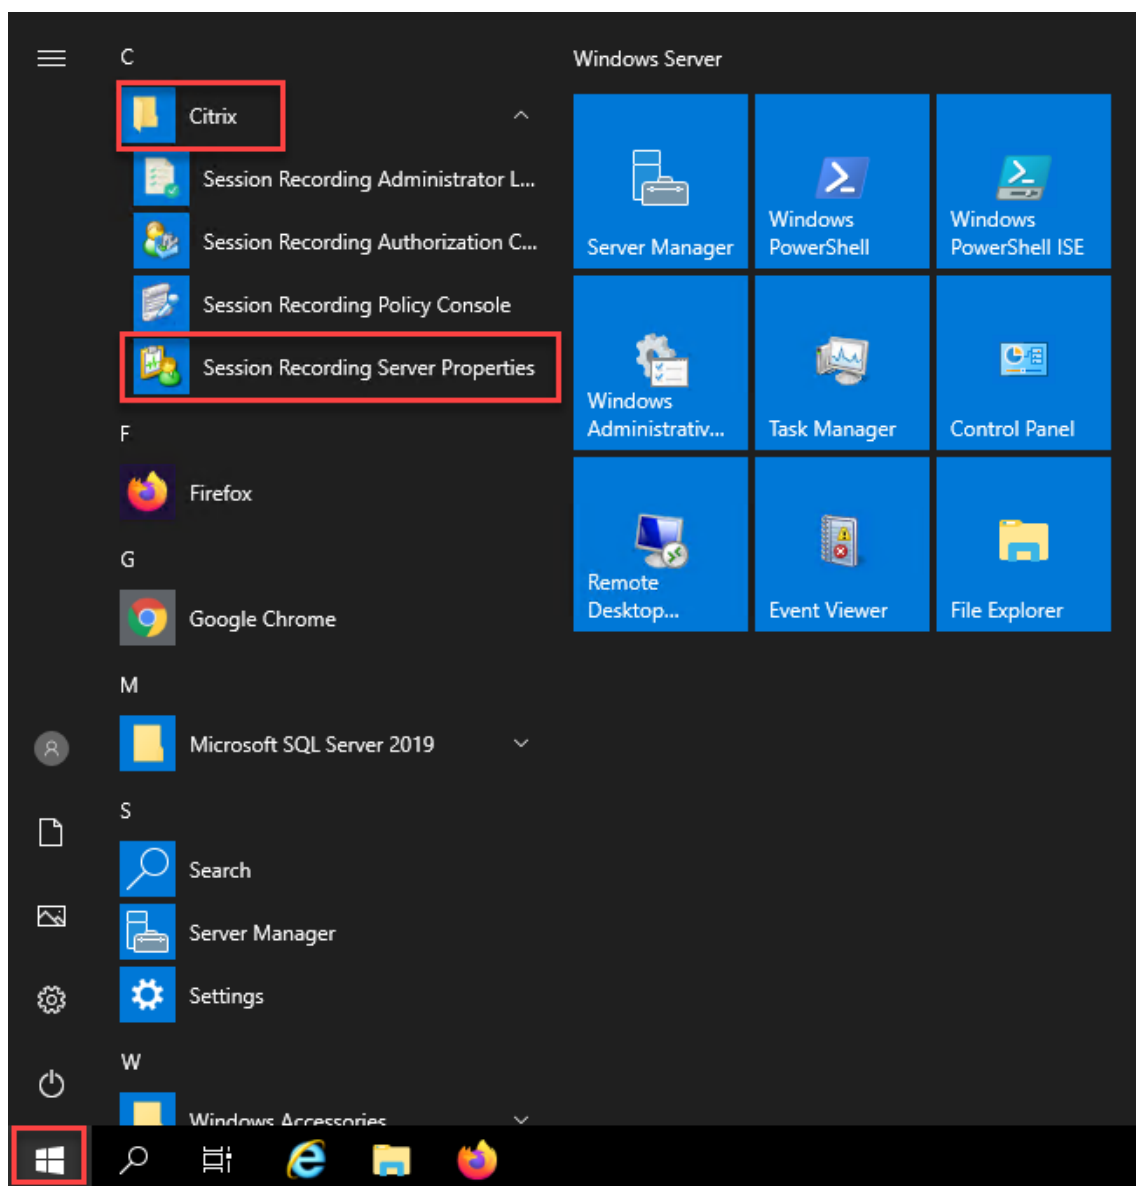 C
Citrix
Session Recording Administrator L...
Session Recording Authorization C...
Session Recording Policy Console
Session Recording Server Properties
F
Firefox
G
Google Chrome
M
Microsoft SQL Server 2019
S
Search
Server Manager
Settings
W
Windows Accessories
Windows Server
Server Manager
Windows
PowerShell
Windows
PowerShell ISE
Windows
Administrativ...
Task Manager
Control Panel
Remote
Desktop...
Event Viewer
File Explorer